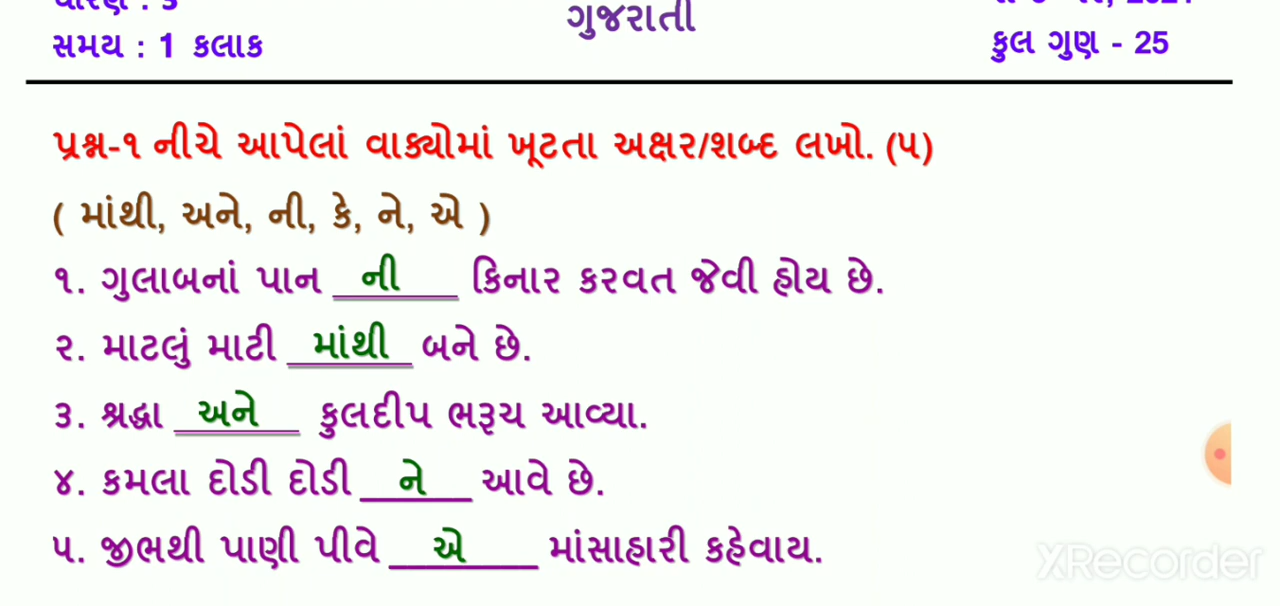 ગુજરાતી
સમય : 1 કલાક
કુલ ગુણ - 25
પ્રશ્ન-૧ નીચે આપેલાં વાક્યોમાં ખૂટતા અક્ષર/શબ્દ લખો. (૫)
( માંથી, અને, ની, કે, ને, એ )
૧. ગુલાબનાં પાન ની કિનાર કરવત જેવી હોય છે.
૨. માટલું માટી માંથી બને છે.
૩. શ્રદ્ધા અને કુલદીપ ભરૂચ આવ્યા.
૪. કમલા દોડી દોડી ને આવે છે.
૫. જીભથી પાણી પીવે એ માંસાહારી કહેવાય.
XRecorder